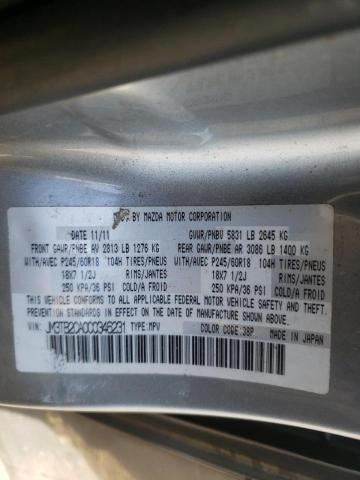 BY MAZDA MOTOR CORPORATION
DATE 11/11 GVWR/PNBV 5831 LB 2645 KG
FRONT GAWR/PNBE AV 2813 LB 1276 KG REAR GAWR/PNBE AR 3086 LB 1400 KG
WITH/AVEC P245/60R18 104H TIRES/PNEUS WITH/AVEC P245/60R18 104H TIRES/PNEUS
18X7 1/2J RIMS/JANTES 18X7 1/2J RIMS/JANTES
250 KPA/36 PSI COLD/A FROID 250 KPA/36 PSI COLD/A FROID
THIS VEHICLE CONFORMS TO ALL APPLICABLE FEDERAL MOTOR VEHICLE SAFETY AND THEFT
PREVENTION STANDARDS IN EFFECT ON THE DATE OF MANUFACTURE SHOWN ABOVE.
JM3TB2CA0C0346231 TYPE:MPV COLOR CODE:38P MADE IN JAPAN